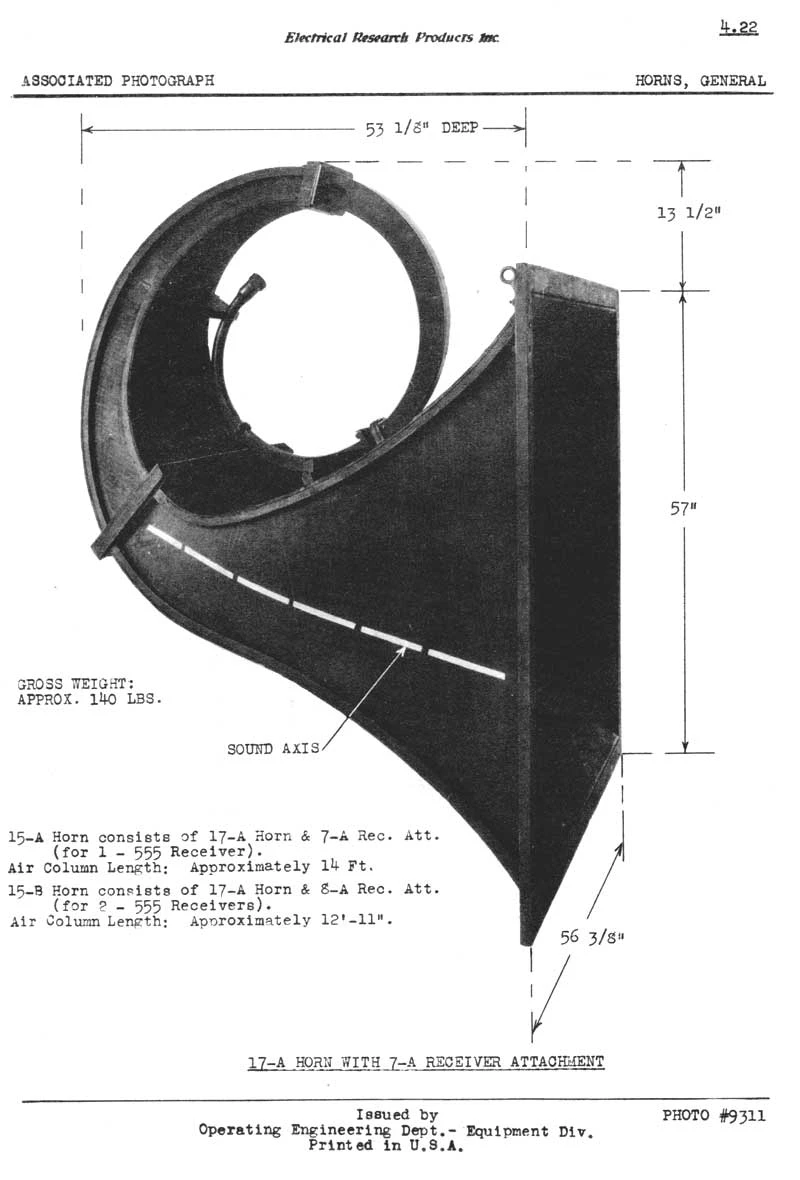 4.22
Electrical Research Products Inc.
ASSOCIATED PHOTOGRAPH
HORNS, GENERAL
53 1/8" DEEP
13 1/2"
57"
GROSS WEIGHT:
APPROX. 140 LBS.
SOUND AXIS
15-A Horn consists of 17-A Horn & 7-A Rec. Att.
(for 1 - 555 Receiver).
Air Column Length: Approximately 14 Ft.
15-B Horn consists of 17-A Horn & 8-A Rec. Att.
(for 2 - 555 Receivers).
Air Column Length: Approximately 12'-11".
56 3/8"
17-A HORN WITH 7-A RECEIVER ATTACHMENT
Issued by
Operating Engineering Dept.- Equipment Div.
Printed in U.S.A.
PHOTO #9311